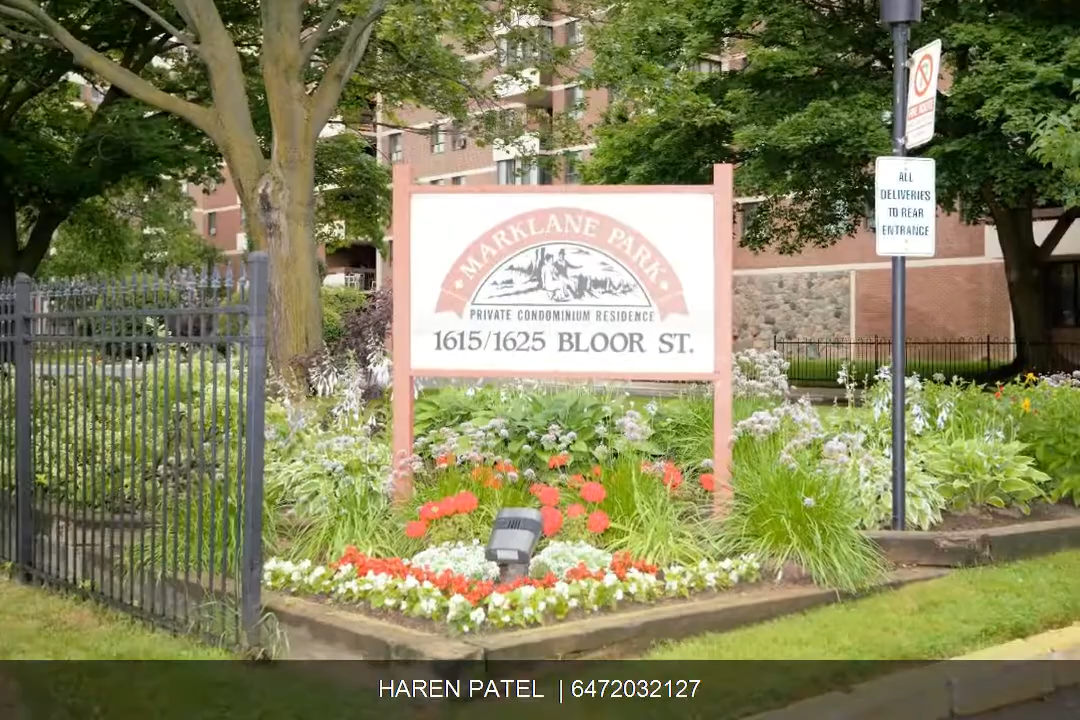 MARKLANE PARK
PRIVATE CONDOMINIUM RESIDENCE
1615/1625 BLOOR ST.
ALL
DELIVERIES
TO REAR
ENTRANCE
HAREN PATEL | 6472032127